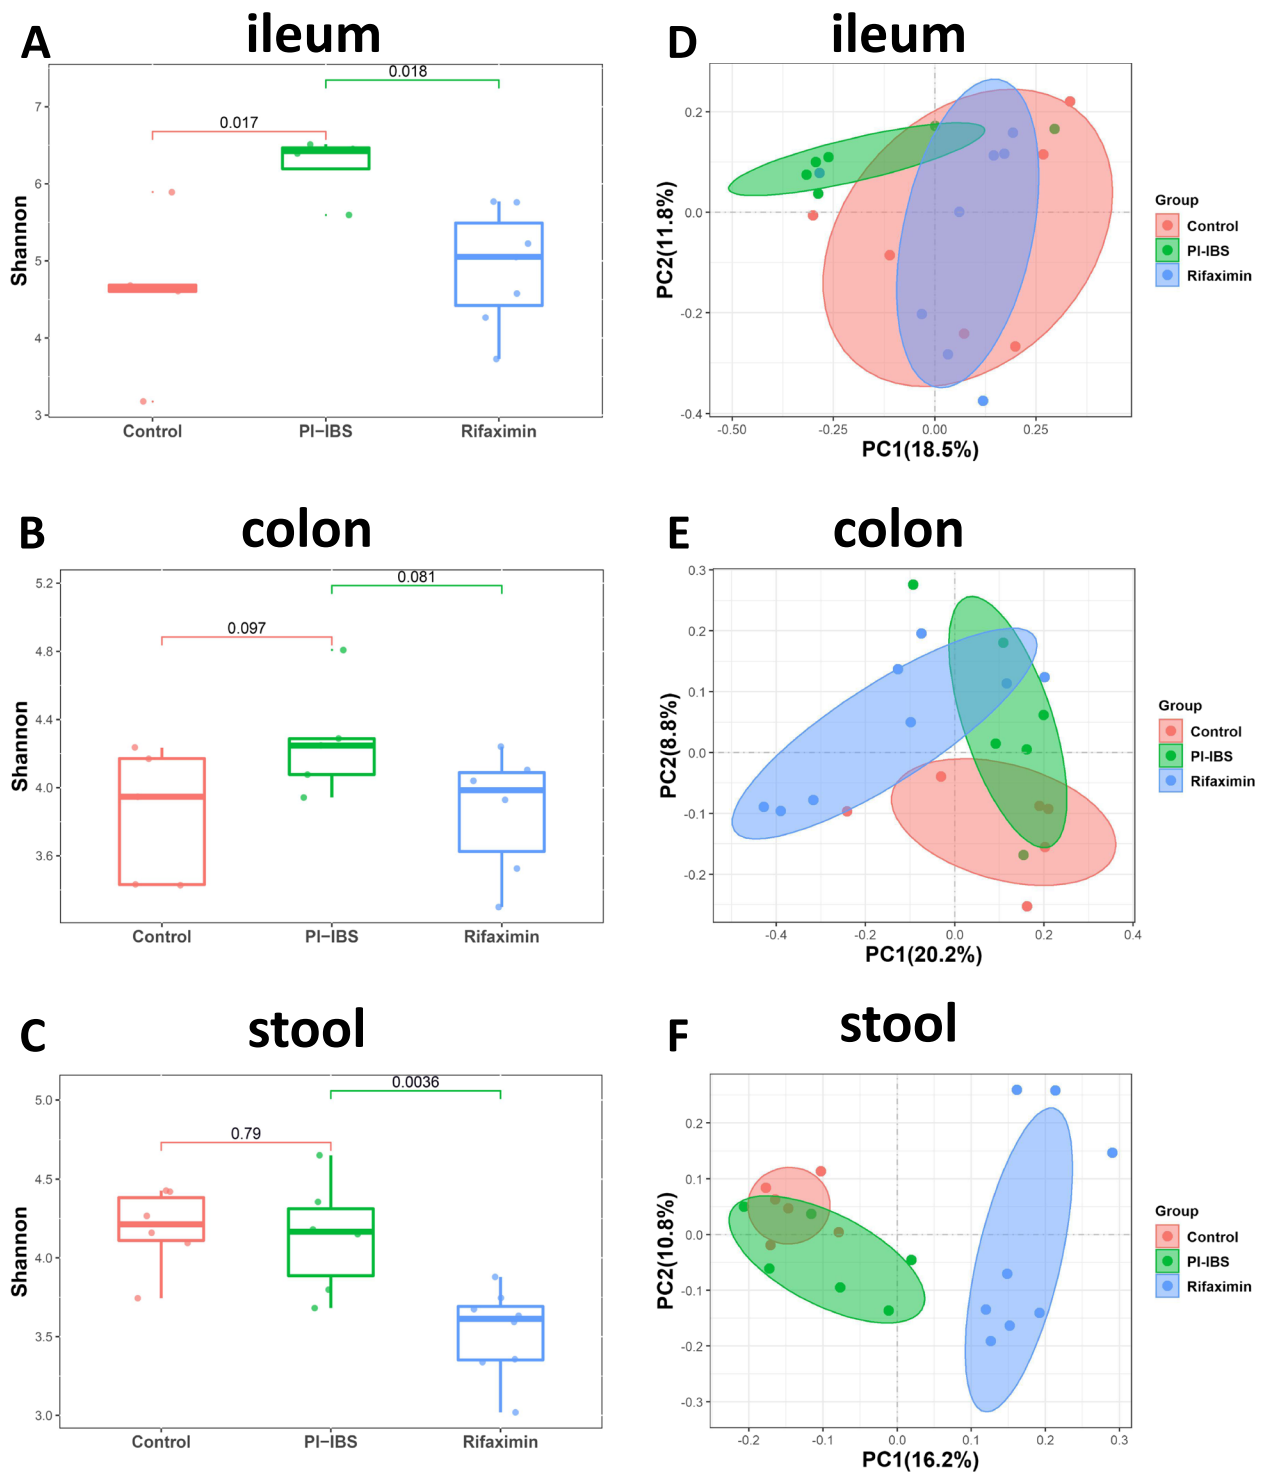 A
ileum
0.018
0.017
7
6
5
4
3
Shannon
Control
PI−IBS
Rifaximin
D
ileum
0.2
0.0
-0.2
-0.4
PC2(11.8%)
-0.50
-0.25
0.00
0.25
PC1(18.5%)
Group
Control
PI-IBS
Rifaximin
B
colon
0.081
0.097
5.2
4.8
4.4
4.0
3.6
Shannon
Control
PI−IBS
Rifaximin
E
colon
0.3
0.2
0.1
0.0
-0.1
-0.2
PC2(8.8%)
-0.4
-0.2
0.0
0.2
0.4
PC1(20.2%)
Group
Control
PI-IBS
Rifaximin
C
stool
0.0036
0.79
5.0
4.5
4.0
3.5
3.0
Shannon
Control
PI−IBS
Rifaximin
F
stool
0.2
0.1
0.0
-0.1
-0.2
-0.3
PC2(10.8%)
-0.2
-0.1
0.0
0.1
0.2
0.3
PC1(16.2%)
Group
Control
PI-IBS
Rifaximin